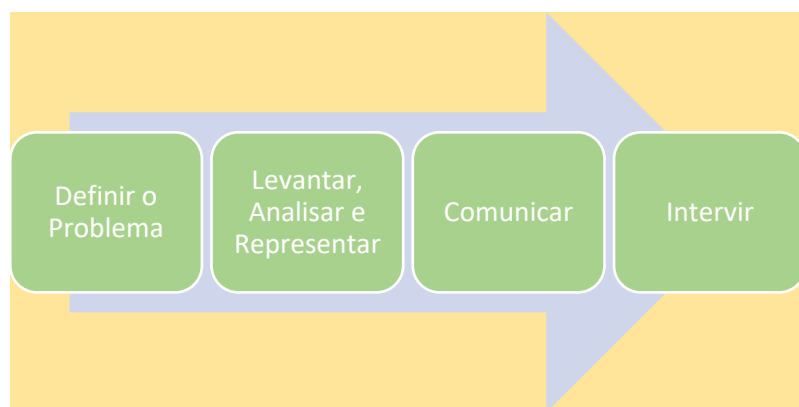 Definir o
Problema
Levantar,
Analisar e
Representar
Comunicar
Intervir